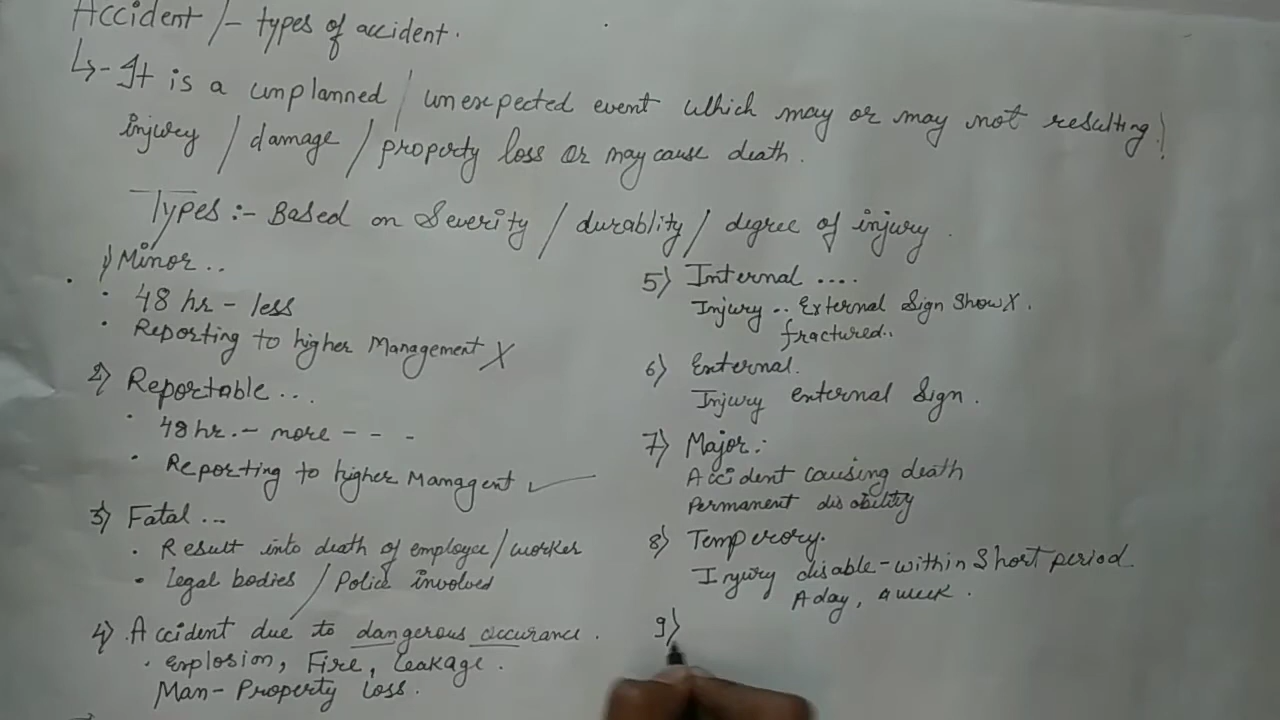 Accident /- types of accident.
↳- It is a unplanned / unexpected event which may or may not resulting /
injury / damage / property loss or may cause death.
Types :- Based on Severity / durablity / degree of injury.
1) Minor..
• 48 hr - less
• Reporting to higher Management X
2) Reportable...
• 48 hr. - more - - -
• Reporting to higher Managent ✓
3) Fatal...
• Result into death of employee / worker
• legal bodies / Police involved
4) Accident due to dangerous occurance.
• Explosion, Fire, Leakage.
Man- Property Loss.
5) Internal ....
Injury .. External Sign Show X.
fractured..
6) External.
Injury external Sign.
7) Major :-
Accident causing death
Permanent disability
8) Temperory.
Injury disable - within Short period.
A day, a week.
9)